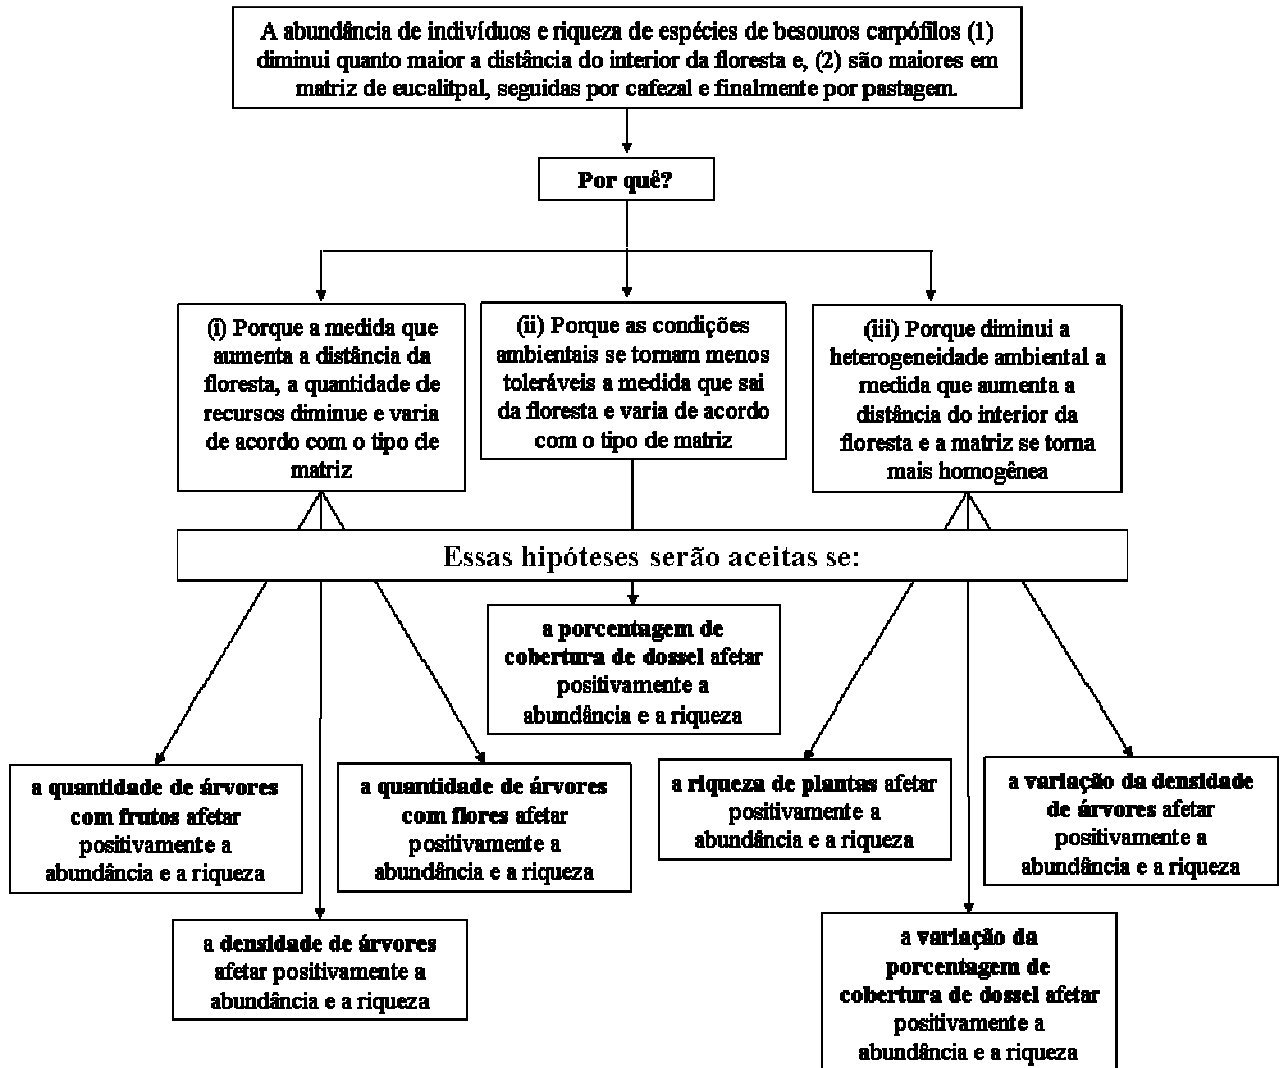 A abundância de indivíduos e riqueza de espécies de besouros carpófilos (1)
diminui quanto maior a distância do interior da floresta e, (2) são maiores em
matriz de eucalitpal, seguidas por cafezal e finalmente por pastagem.
Por quê?
(i) Porque a medida que
aumenta a distância da
floresta, a quantidade de
recursos diminue e varia
de acordo com o tipo de
matriz
(ii) Porque as condições
ambientais se tornam menos
toleráveis a medida que sai
da floresta e varia de acordo
com o tipo de matriz
(iii) Porque diminui a
heterogeneidade ambiental a
medida que aumenta a
distância do interior da
floresta e a matriz se torna
mais homogênea
Essas hipóteses serão aceitas se:
a porcentagem de
cobertura de dossel afetar
positivamente a
abundância e a riqueza
a quantidade de árvores
com frutos afetar
positivamente a
abundância e a riqueza
a quantidade de árvores
com flores afetar
positivamente a
abundância e a riqueza
a riqueza de plantas afetar
positivamente a
abundância e a riqueza
a variação da densidade
de árvores afetar
positivamente a
abundância e a riqueza
a densidade de árvores
afetar positivamente a
abundância e a riqueza
a variação da
porcentagem de
cobertura de dossel afetar
positivamente a
abundância e a riqueza